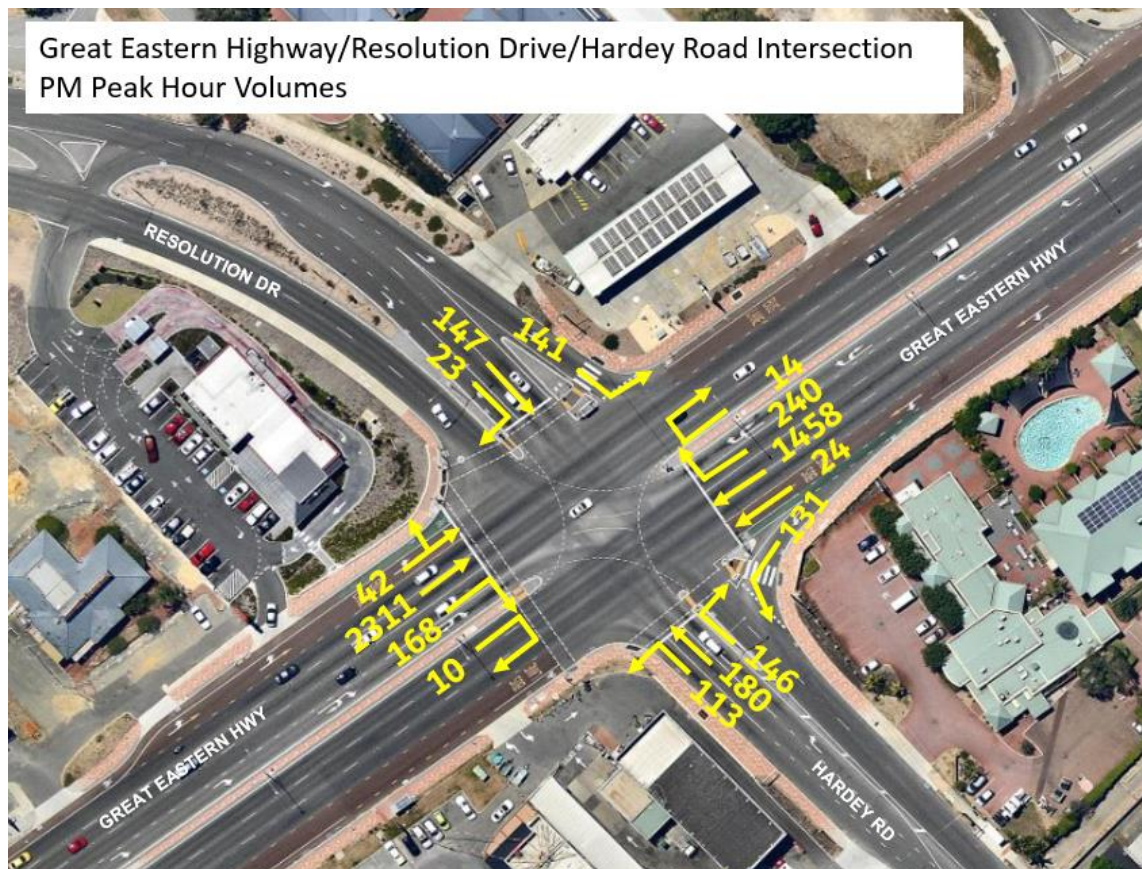 Great Eastern Highway/Resolution Drive/Hardey Road Intersection
PM Peak Hour Volumes
RESOLUTION DR
GREAT EASTERN HWY
147
23
141
14
240
1458
24
131
42
2311
168
10
146
180
113
GREAT EASTERN HWY
HARDEY RD